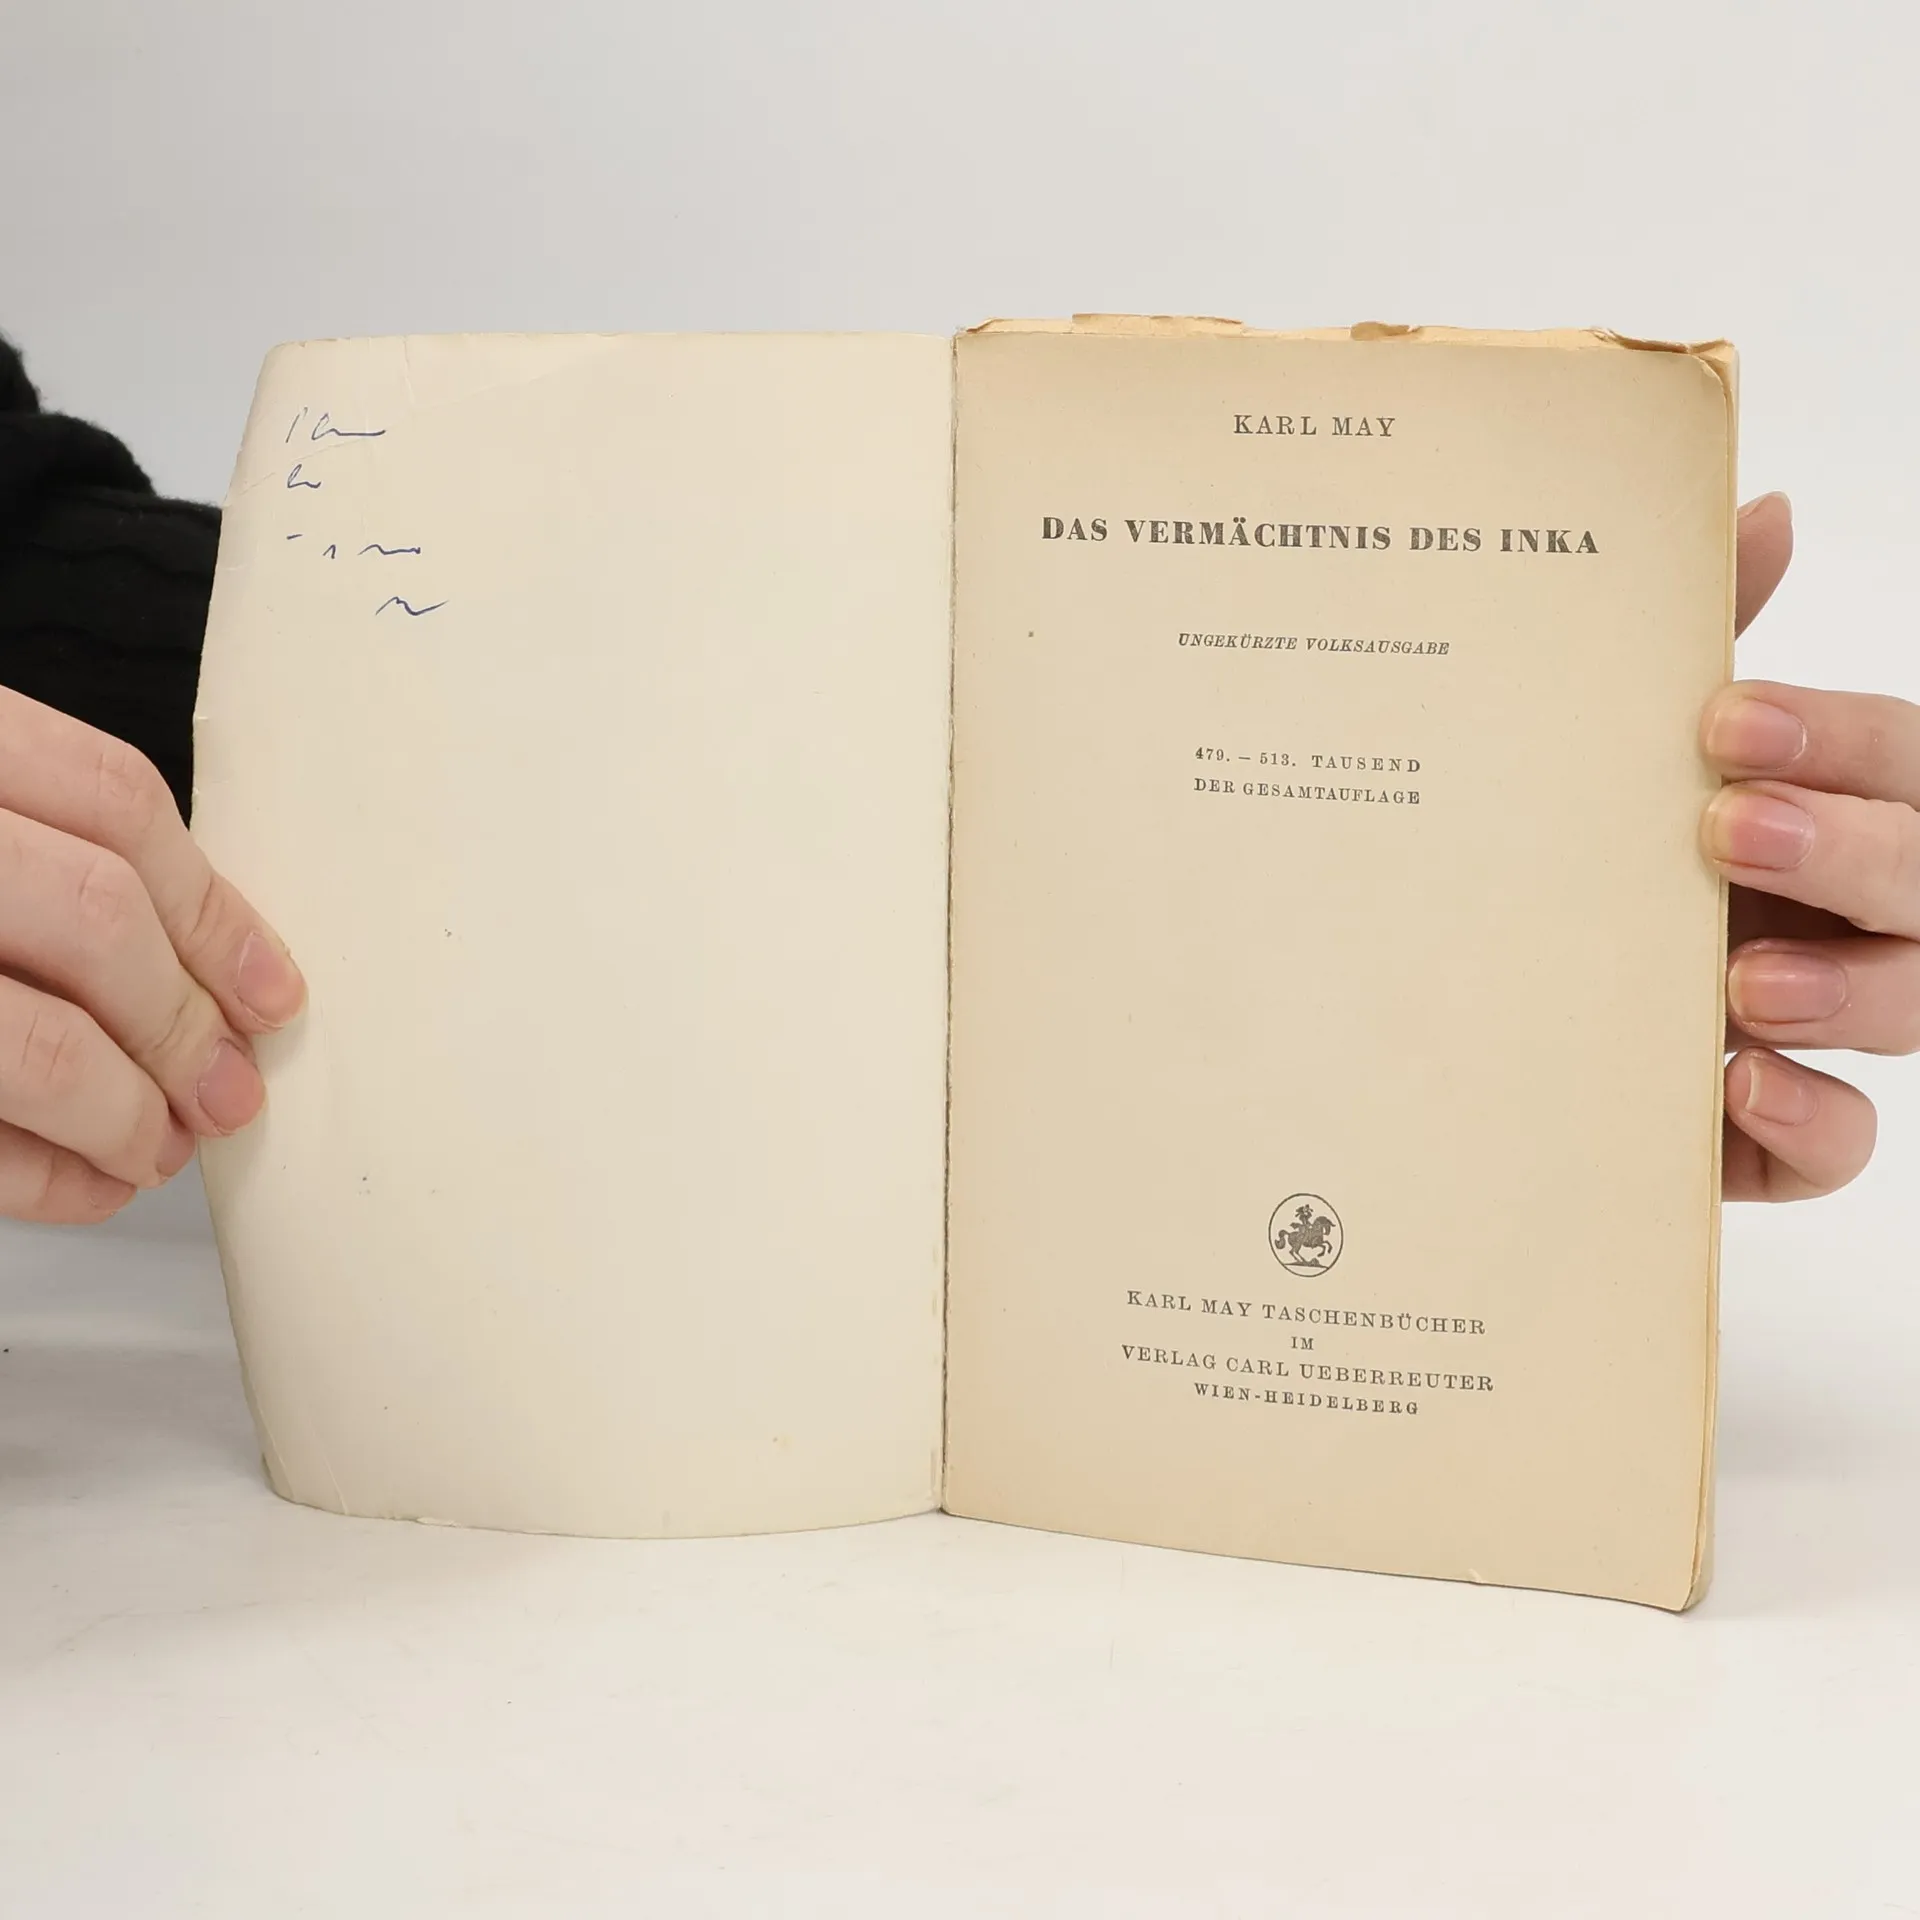 KARL MAY
DAS VERMÄCHTNIS DES INKA
UNGEKÜRZTE VOLKSAUSGABE
479. – 513. TAUSEND
DER GESAMTAUFLAGE
KARL MAY TASCHENBÜCHER
IM
VERLAG CARL UEBERREUTER
WIEN-HEIDELBERG